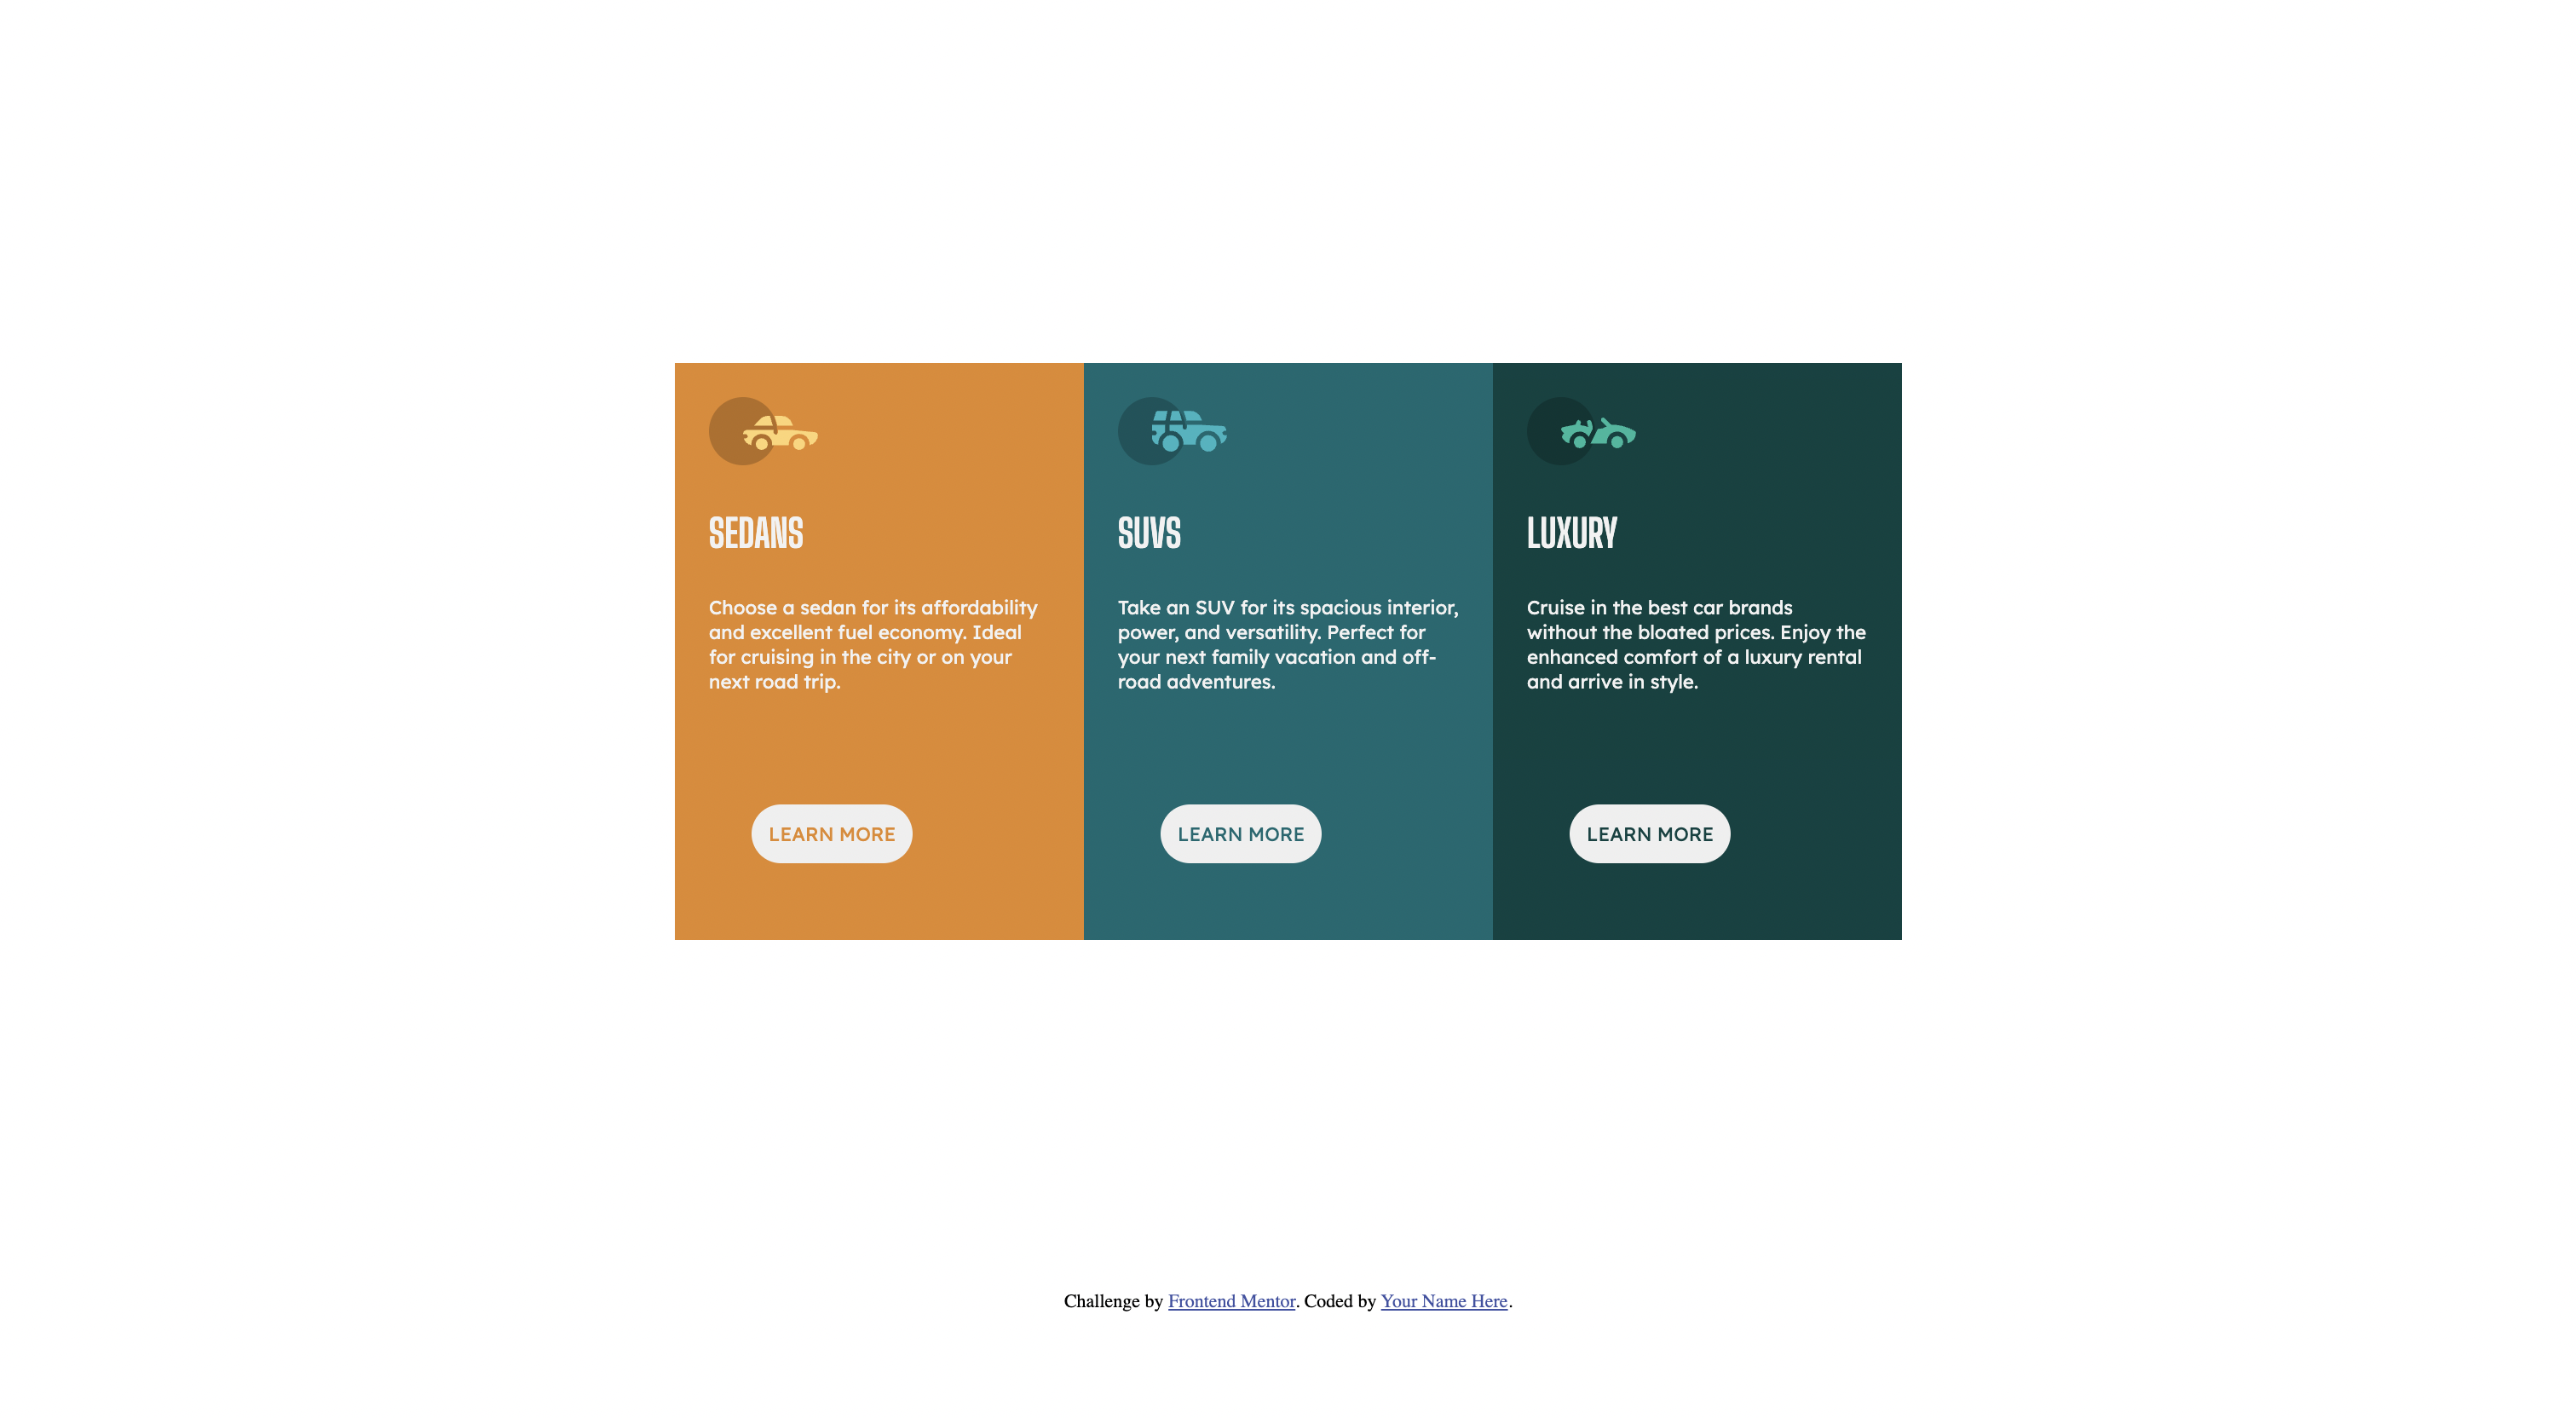 SEDANS
Choose a sedan for its affordability
and excellent fuel economy. Ideal
for cruising in the city or on your
next road trip.
LEARN MORE
SUVS
Take an SUV for its spacious interior,
power, and versatility. Perfect for
your next family vacation and off-
road adventures.
LEARN MORE
LUXURY
Cruise in the best car brands
without the bloated prices. Enjoy the
enhanced comfort of a luxury rental
and arrive in style.
LEARN MORE
Challenge by Frontend Mentor. Coded by Your Name Here.